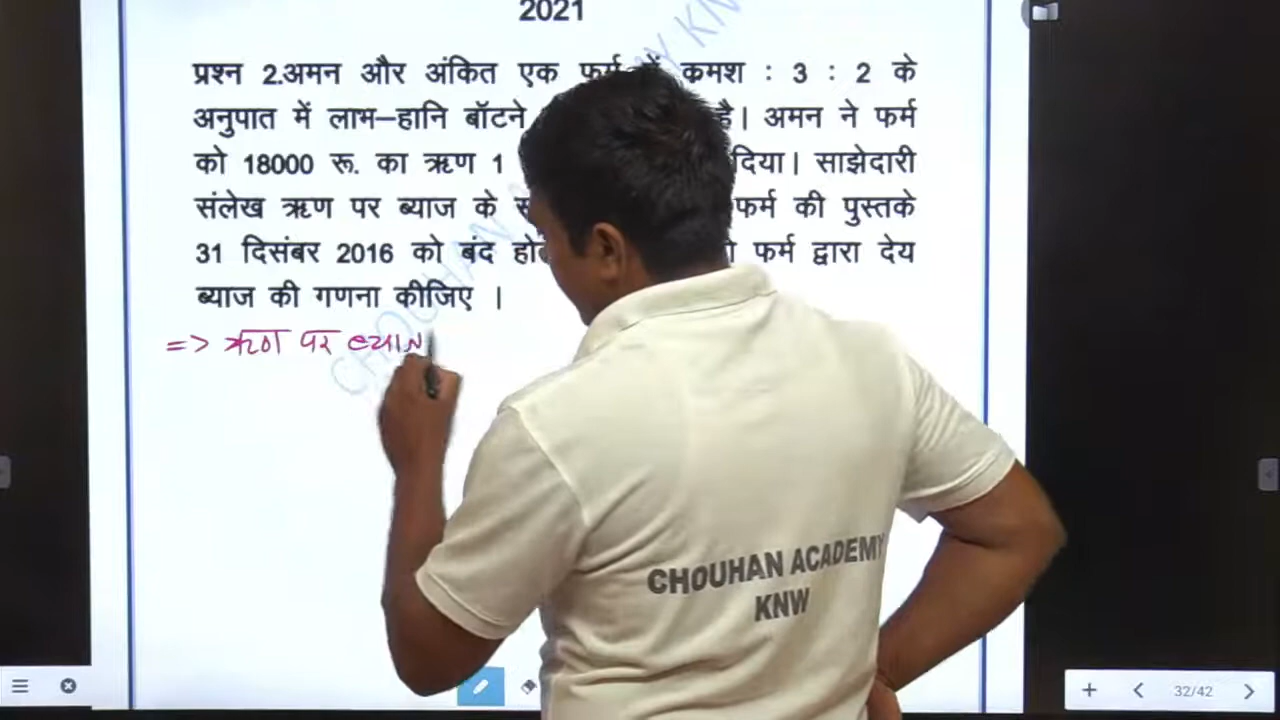 2021
प्रश्न 2.अमन और अंकित एक फर्म में क्रमश : 3 : 2 के
अनुपात में लाभ–हानि बॉटने है। अमन ने फर्म
को 18000 रू. का ऋण 1 दिया। साझेदारी
संलेख ऋण पर ब्याज के फर्म की पुस्तके
31 दिसंबर 2016 को बंद फर्म द्वारा देय
ब्याज की गणना कीजिए ।
=> ऋण पर ब्याज
CHOUHAN ACADEMY
KNW
32/42